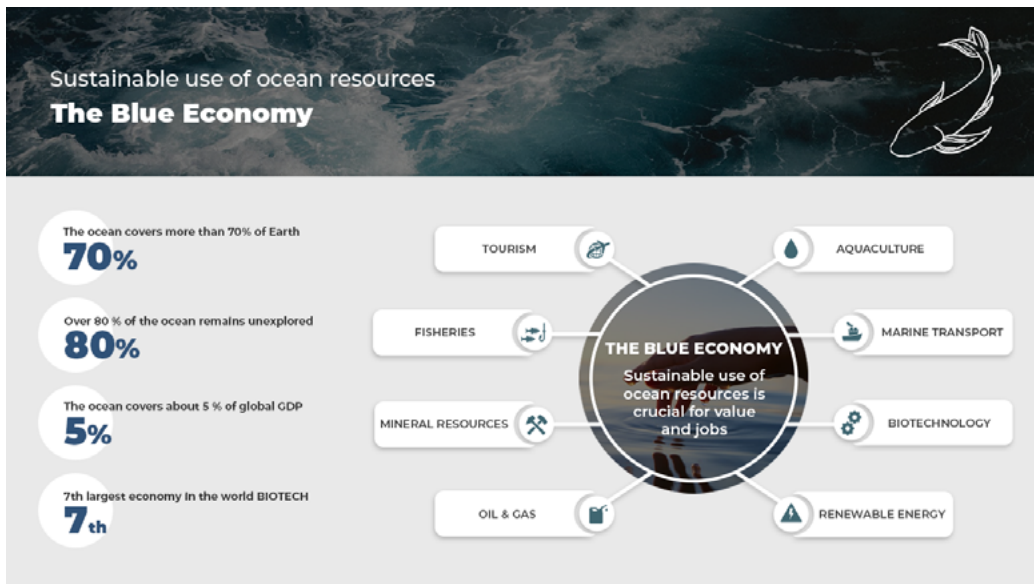 Sustainable use of ocean resources
The Blue Economy
The ocean covers more than 70% of Earth
70%
Over 80 % of the ocean remains unexplored
80%
The ocean covers about 5 % of global GDP
5%
7th largest economy in the world BIOTECH
7th
TOURISM
FISHERIES
MINERAL RESOURCES
OIL & GAS
THE BLUE ECONOMY
Sustainable use of
ocean resources is
crucial for value
and jobs
AQUACULTURE
MARINE TRANSPORT
BIOTECHNOLOGY
RENEWABLE ENERGY